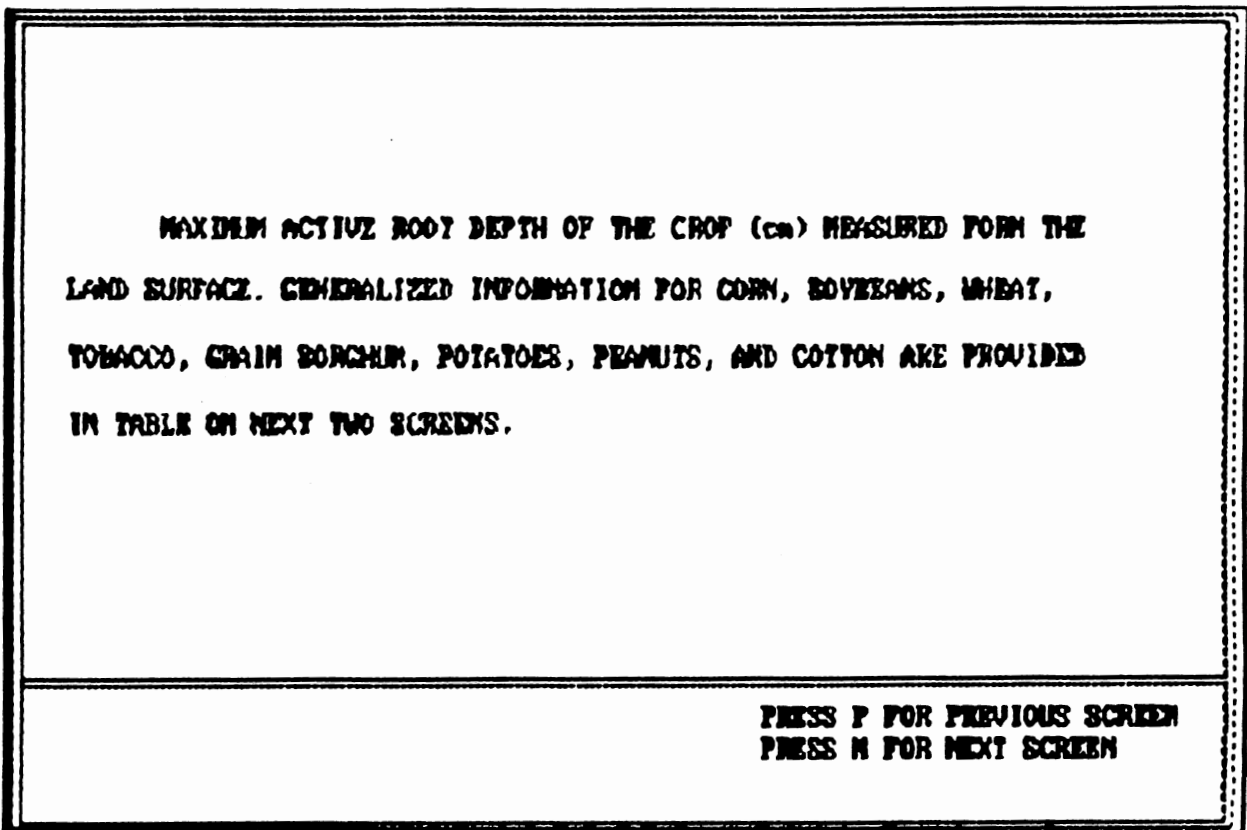 MAXIMUM ACTIVE ROOT DEPTH OF THE CROP (cm) MEASURED FORM THE
LAND SURFACE. GENERALIZED INFORMATION FOR CORN, SOYBEANS, WHEAT,
TOBACCO, GRAIN SORGHUM, POTATOES, PEANUTS, AND COTTON ARE PROVIDED
IN TABLE ON NEXT TWO SCREENS.
PRESS P FOR PREVIOUS SCREEN
PRESS N FOR NEXT SCREEN